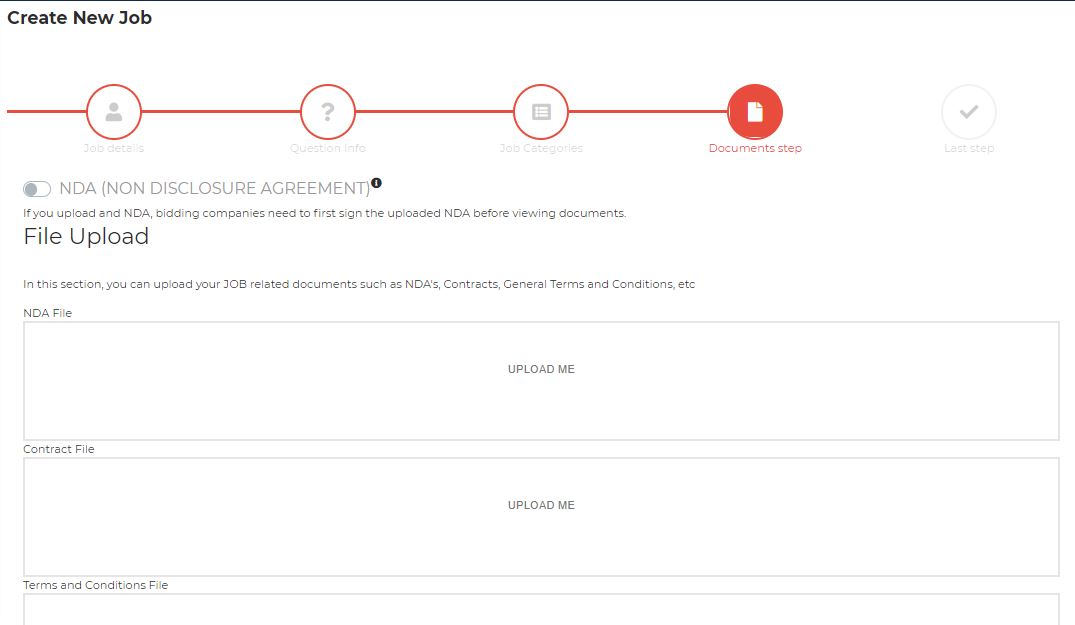 Create New Job
Job details
Question Info
Job Categories
Documents step
Last step
NDA (NON DISCLOSURE AGREEMENT)
If you upload and NDA, bidding companies need to first sign the uploaded NDA before viewing documents.
File Upload
In this section, you can upload your JOB related documents such as NDA's, Contracts, General Terms and Conditions, etc
NDA File
UPLOAD ME
Contract File
UPLOAD ME
Terms and Conditions File